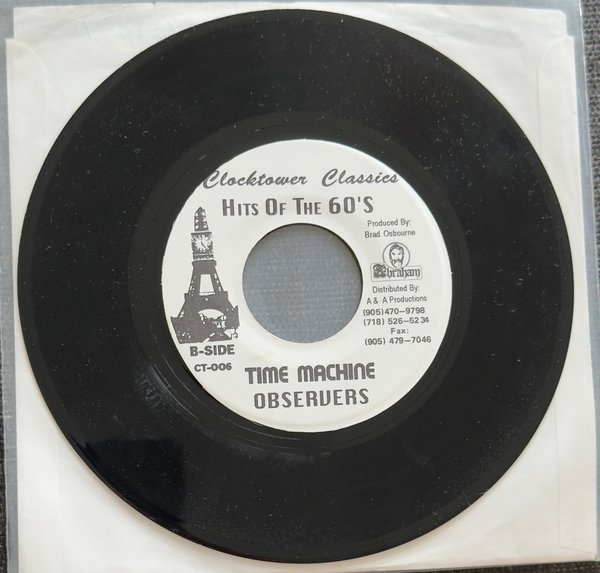 Clocktower Classics
HITS OF THE 60'S
Produced By:
Brad Osbourne
Abraham
Distributed By:
A & A Productions
(905) 470-9798
(718) 526-5234
Fax:
(905) 479-7046
B-SIDE
CT-006
TIME MACHINE
OBSERVERS